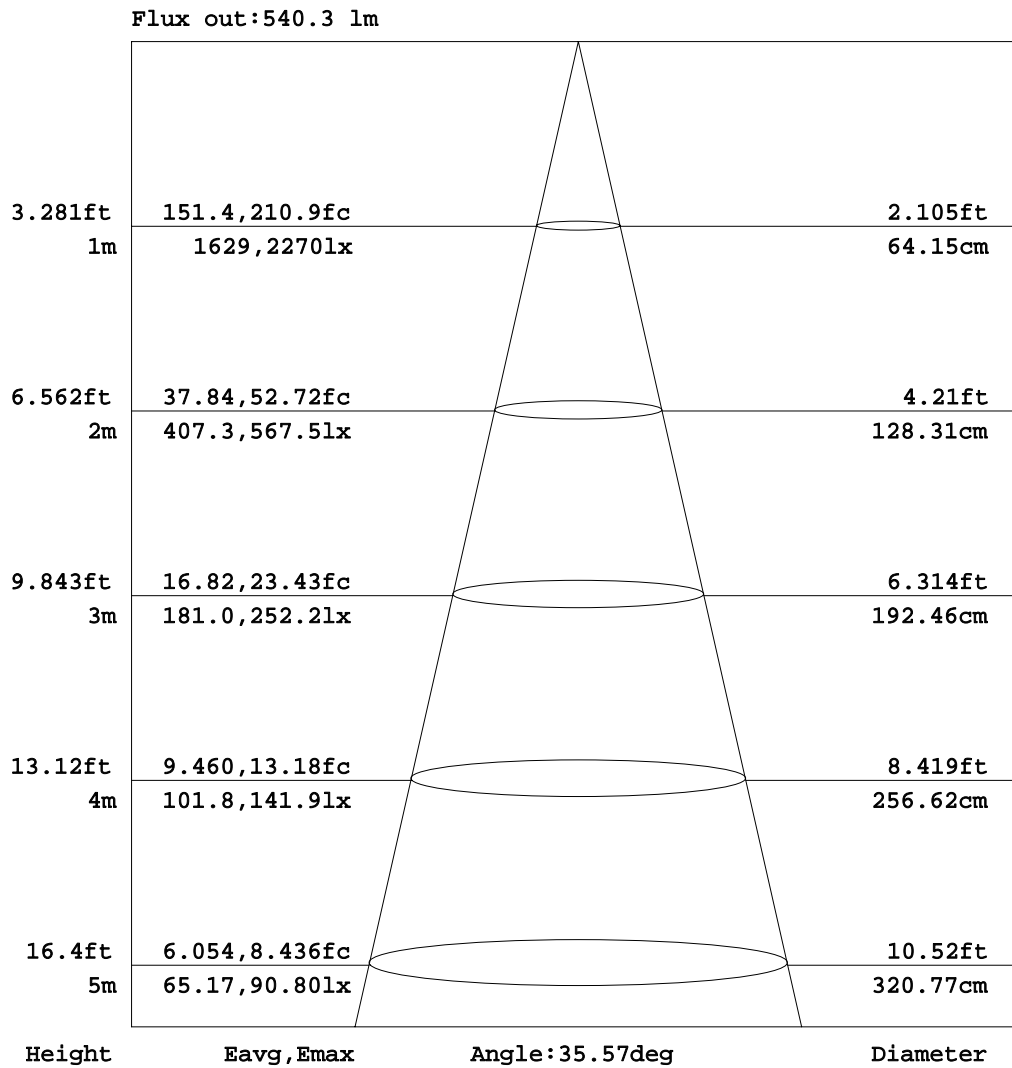 Flux out:540.3 lm
3.281ft 151.4,210.9fc 2.105ft
1m 1629,2270lx 64.15cm
6.562ft 37.84,52.72fc 4.21ft
2m 407.3,567.5lx 128.31cm
9.843ft 16.82,23.43fc 6.314ft
3m 181.0,252.2lx 192.46cm
13.12ft 9.460,13.18fc 8.419ft
4m 101.8,141.9lx 256.62cm
16.4ft 6.054,8.436fc 10.52ft
5m 65.17,90.80lx 320.77cm
Height Eavg,Emax Angle:35.57deg Diameter